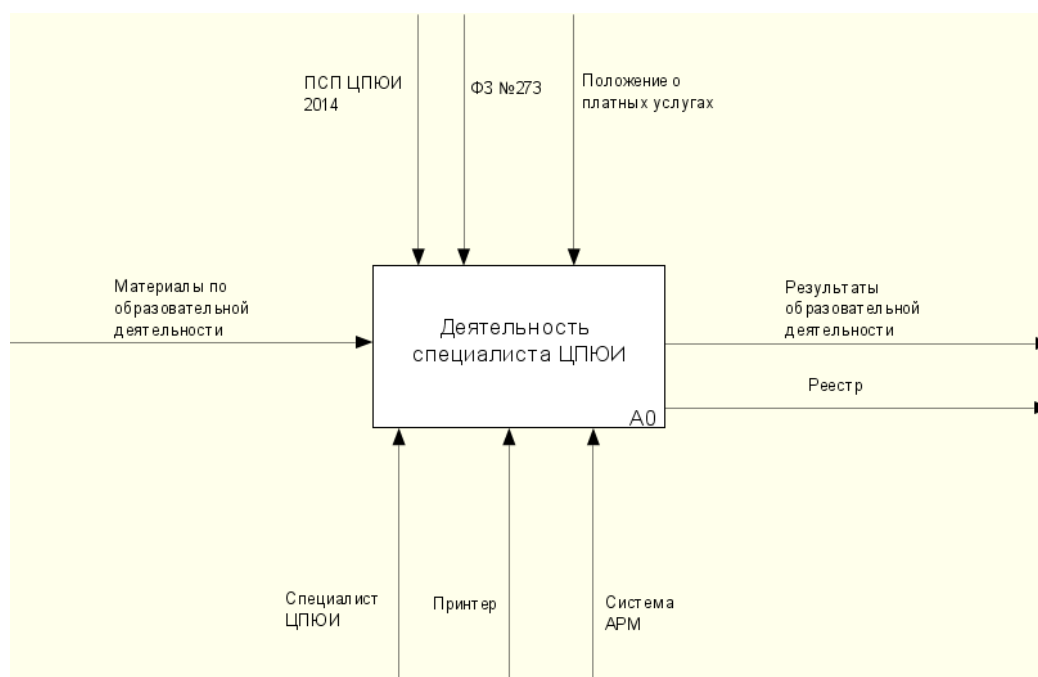 ПСП ЦПЮИ
2014
ФЗ №273
Положение о
платных услугах
Материалы по
образовательной
деятельности
Деятельность
специалиста ЦПЮИ
А0
Результаты
образовательной
деятельности
Реестр
Специалист
ЦПЮИ
Принтер
Система
АРМ